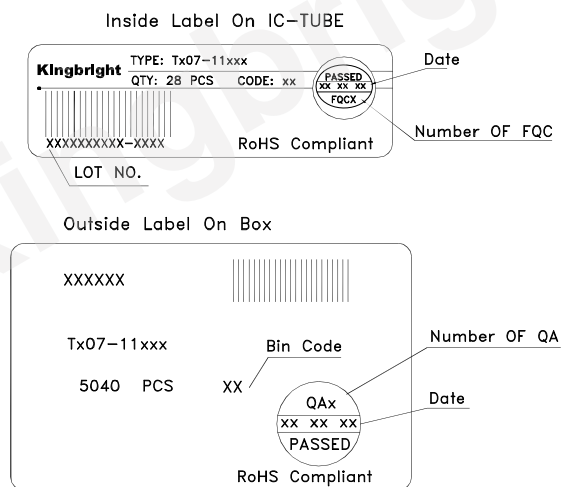 Inside Label On IC-TUBE
Kingbright
TYPE: Tx07-11xxx
QTY: 28 PCS CODE: xx
PASSED
xx xx xx
FQCX
Date
Number OF FQC
XXXXXXXXXX-XXXX
RoHS Compliant
LOT NO.
Outside Label On Box
XXXXXX
Tx07-11xxx
Bin Code
Number OF QA
5040 PCS XX
QAx
xx xx xx
PASSED
Date
RoHS Compliant